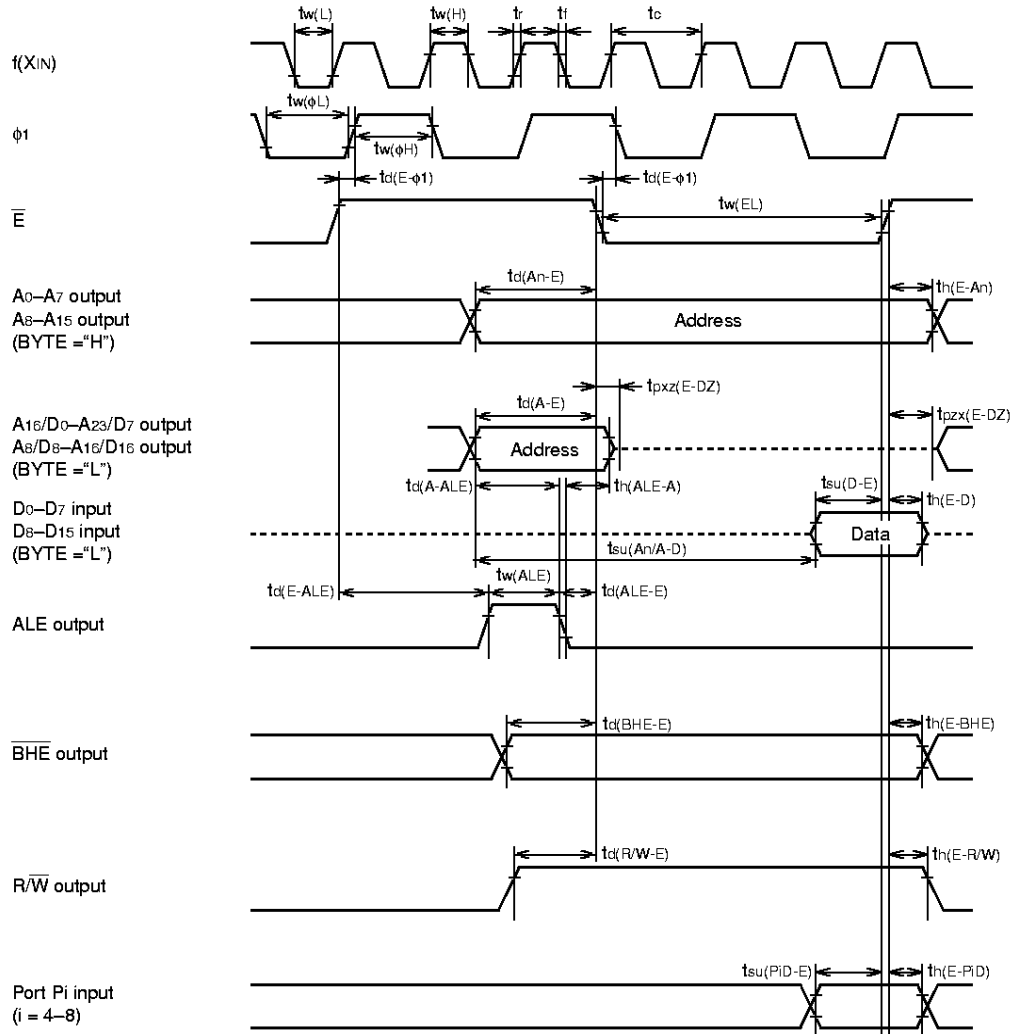 tw(L) tw(H) tr tf tc
f(XIN)
tw(ϕL)
ϕ1
tw(ϕH)
td(E-ϕ1) td(E-ϕ1)
E̅ tw(EL)
td(An-E) th(E-An)
A0–A7 output
A8–A15 output Address
(BYTE =“H”)
tpxz(E-DZ)
td(A-E) tpzx(E-DZ)
A16/D0–A23/D7 output
A8/D8–A16/D16 output Address
(BYTE =“L”)
td(A-ALE) th(ALE-A) tsu(D-E) th(E-D)
D0–D7 input
D8–D15 input Data
(BYTE =“L”) tsu(An/A-D)
tw(ALE)
td(E-ALE) td(ALE-E)
ALE output
td(BHE-E) th(E-BHE)
B̅H̅E̅ output
td(R/W-E) th(E-R/W)
R/W̅ output
tsu(PiD-E) th(E-PiD)
Port Pi input
(i = 4–8)